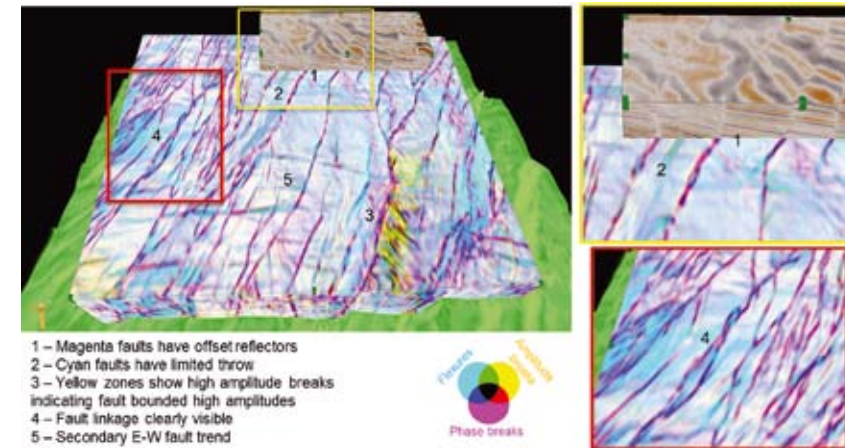 1
2
4
5
3
1
1
2
4
1 – Magenta faults have offset reflectors
2 – Cyan faults have limited throw
3 – Yellow zones show high amplitude breaks
indicating fault bounded high amplitudes
4 – Fault linkage clearly visible
5 – Secondary E-W fault trend
Flexures
Amplitude
breaks
Phase breaks